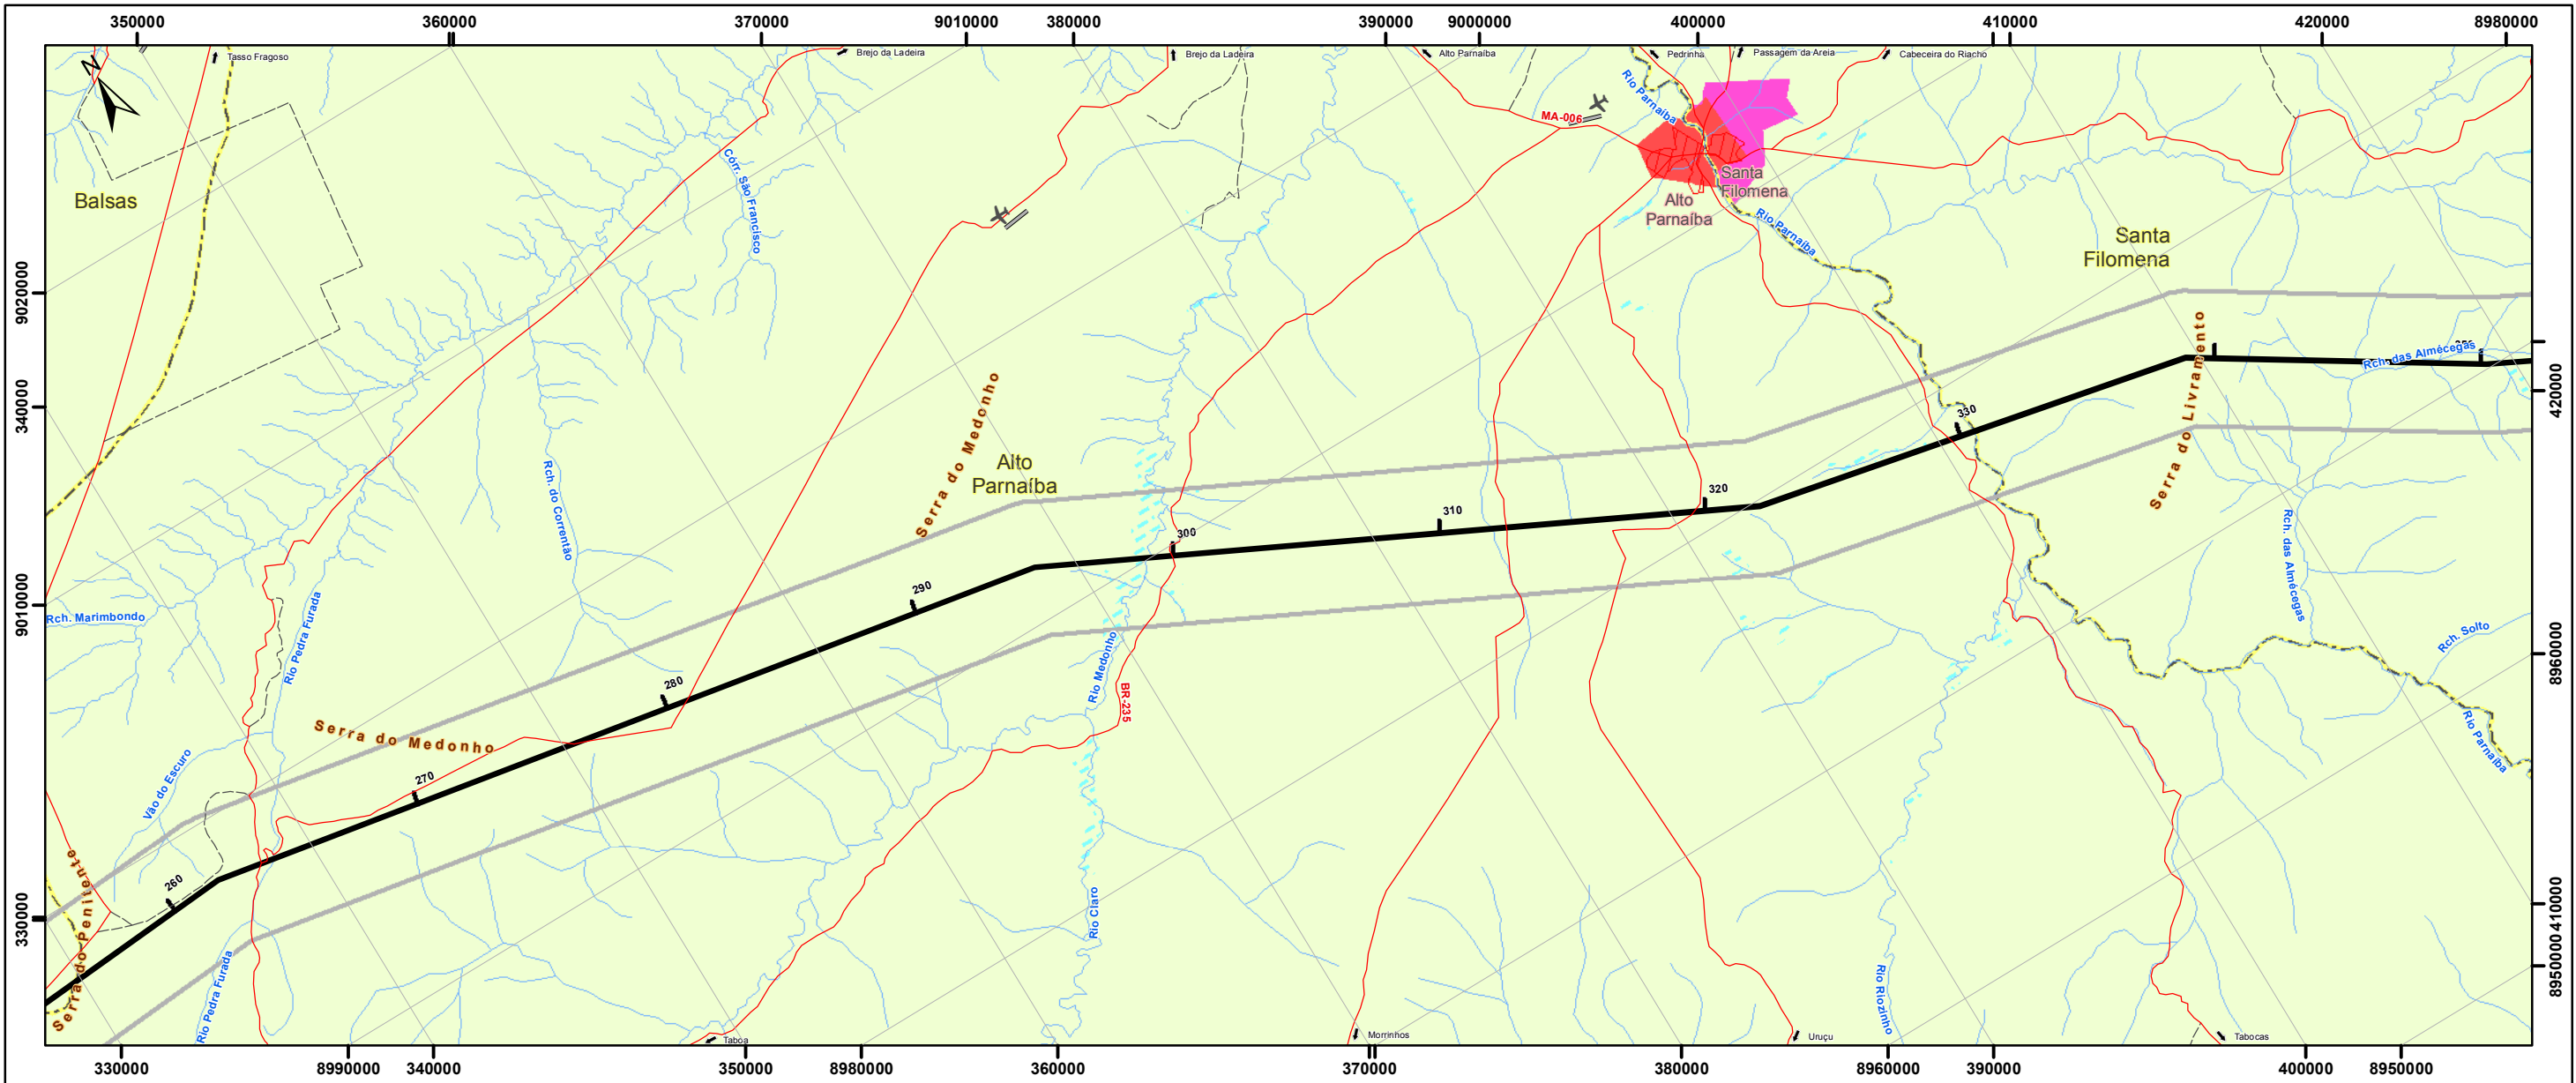 350000
360000
370000
9010000
380000
390000
9000000
400000
410000
420000
8980000
Tasso Fragoso
Brejo da Ladeira
Brejo da Ladeira
Alto Parnaíba
Pedrinha
Passagem da Areia
Cabeceira do Riacho
N
Rio Parnaíba
MA-006
Balsas
Córr. São Francisco
Santa
Filomena
Alto
Parnaíba
Rio Parnaíba
Santa
Filomena
9020000
340000
9010000
330000
Serra do Medonho
Serra do Livramento
Rch. das Almécegas
420000
330
Alto
Parnaíba
Rch. do Correntão
320
310
300
290
280
270
260
Rch. das Almécegas
Rch. Marimbondo
Rio Pedra Furada
Rio Medonho
BR-235
Rch. Solto
8960000
Serra do Medonho
Vão do Escuro
Rio Parnaíba
Serra do Penitente
Rio Claro
410000
8950000
Rio Pedra Furada
Rio Riozinho
Taboa
Morrinhos
Uruçu
Tabocas
330000
8990000
340000
350000
8980000
360000
370000
380000
8960000
390000
400000
8950000